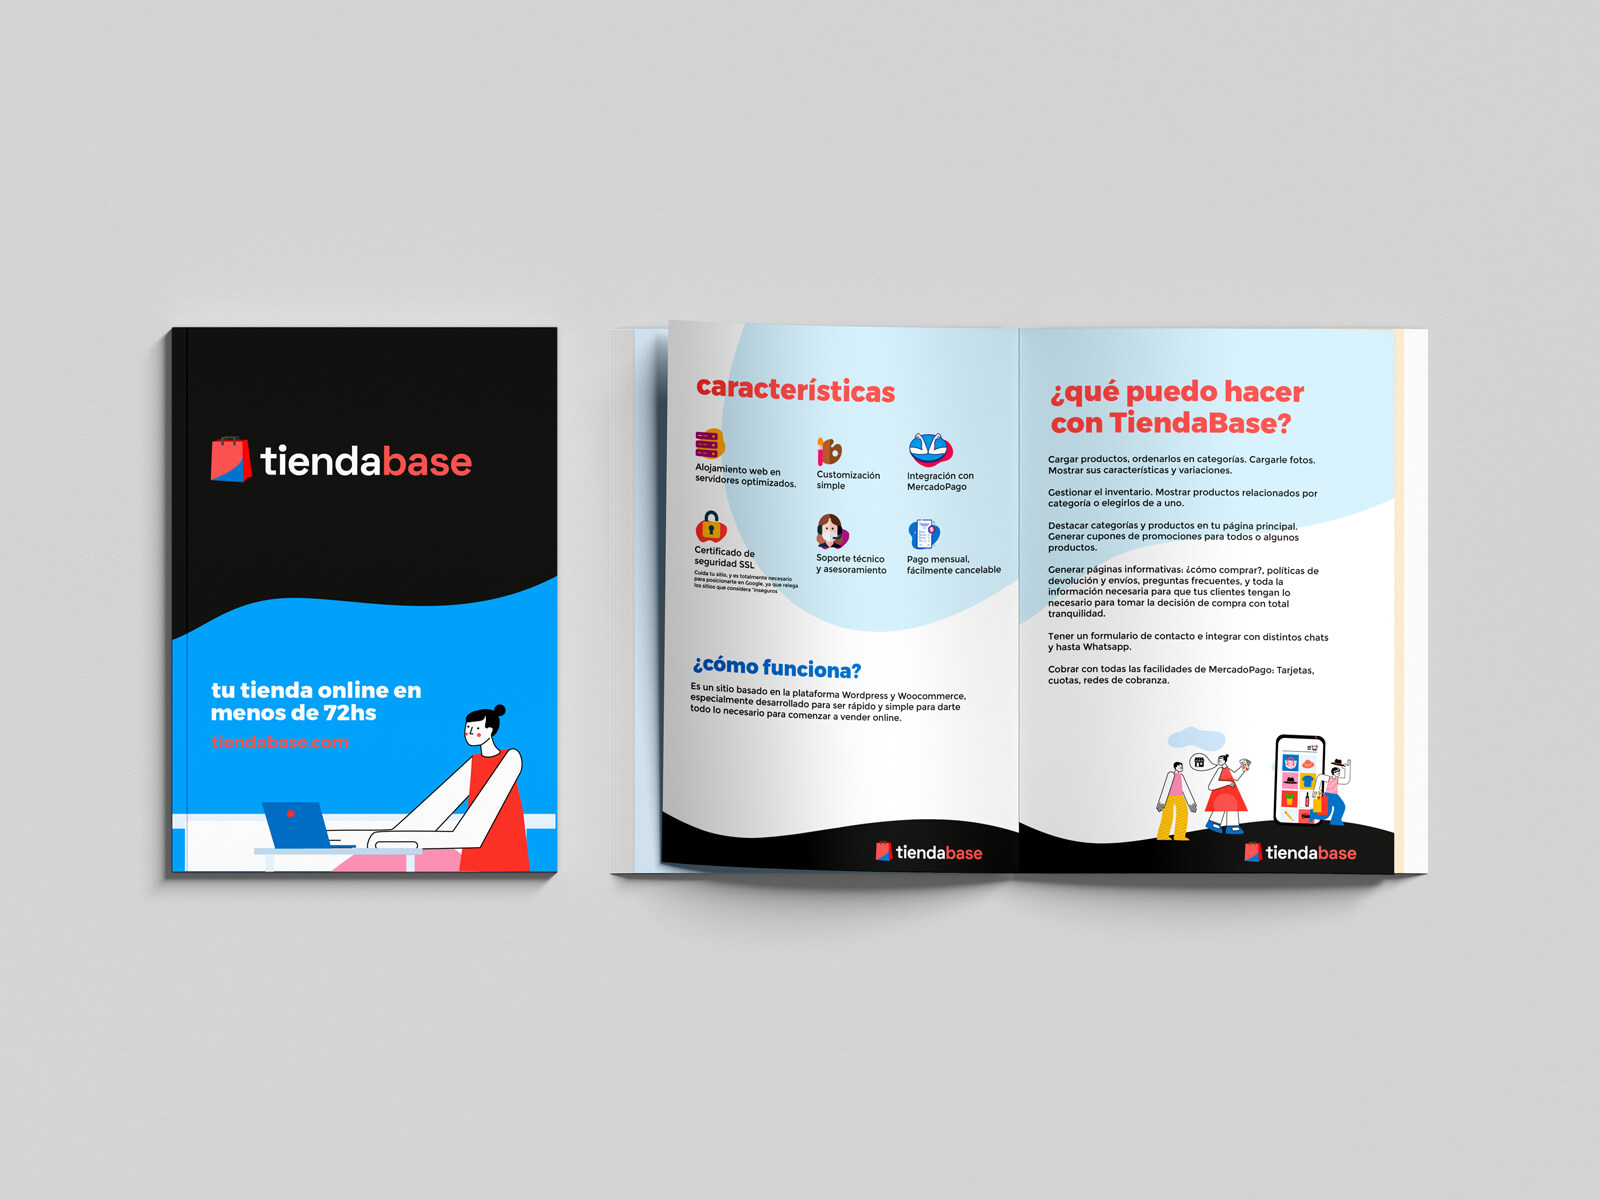 tiendabase
tu tienda online en
menos de 72hs
tiendabase.com
características
Alojamiento web en
servidores optimizados.
Customización
simple
Integración con
MercadoPago
Certificado de
seguridad SSL
Cuida tu sitio, y es totalmente necesario
para posicionarte en Google, ya que relega
los sitios que considera "inseguros
Soporte técnico
y asesoramiento
Pago mensual,
fácilmente cancelable
¿cómo funciona?
Es un sitio basado en la plataforma Wordpress y Woocommerce,
especialmente desarrollado para ser rápido y simple para darte
todo lo necesario para comenzar a vender online.
tiendabase
¿qué puedo hacer
con TiendaBase?
Cargar productos, ordenarlos en categorías. Cargarle fotos.
Mostrar sus características y variaciones.
Gestionar el inventario. Mostrar productos relacionados por
categoría o elegirlos de a uno.
Destacar categorías y productos en tu página principal.
Generar cupones de promociones para todos o algunos
productos.
Generar páginas informativas: ¿cómo comprar?, políticas de
devolución y envíos, preguntas frecuentes, y toda la
información necesaria para que tus clientes tengan lo
necesario para tomar la decisión de compra con total
tranquilidad.
Tener un formulario de contacto e integrar con distintos chats
y hasta Whatsapp.
Cobrar con todas las facilidades de MercadoPago: Tarjetas,
cuotas, redes de cobranza.
tiendabase